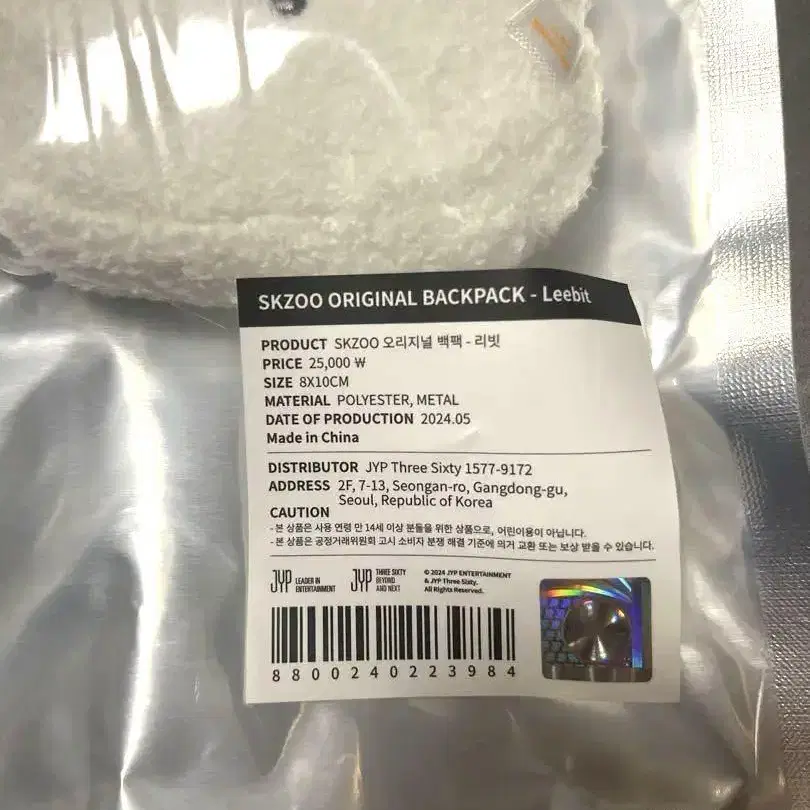 SKZOO ORIGINAL BACKPACK - Leebit
PRODUCT SKZOO 오리지널 백팩 - 리빗
PRICE 25,000 ₩
SIZE 8X10CM
MATERIAL POLYESTER, METAL
DATE OF PRODUCTION 2024.05
Made in China
DISTRIBUTOR JYP Three Sixty 1577-9172
ADDRESS 2F, 7-13, Seongan-ro, Gangdong-gu,
Seoul, Republic of Korea
CAUTION
- 본 상품은 사용 연령 만 14세 이상 분들을 위한 상품으로, 어린이용이 아닙니다.
- 본 상품은 공정거래위원회 고시 소비자 분쟁 해결 기준에 의거 교환 또는 보상 받을 수 있습니다.
JYP LEADER IN
ENTERTAINMENT
JYP THREE SIXTY
BEYOND
AND NEXT
© 2024 JYP ENTERTAINMENT
& JYP Three Sixty.
All Rights Reserved.
8800240223984